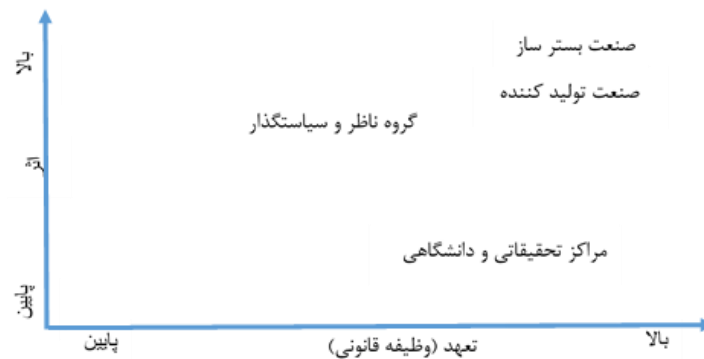 بالا
صنعت بستر ساز
صنعت تولید کننده
گروه ناظر و سیاستگذار
اثر
مراکز تحقیقاتی و دانشگاهی
پایین
پایین
تعهد (وظیفه قانونی)
بالا